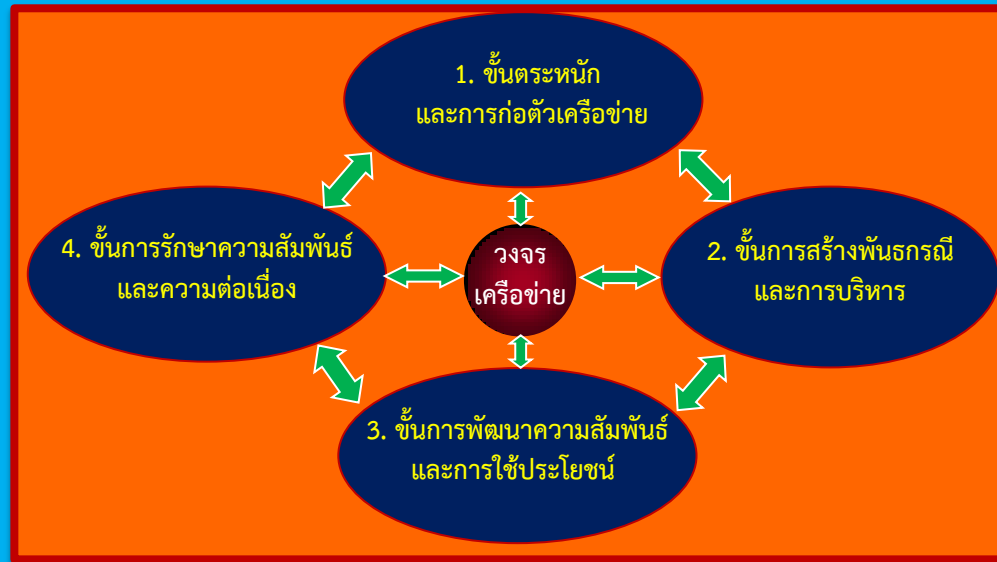 1. ขั้นตระหนัก
และการก่อตัวเครือข่าย
4. ขั้นการรักษาความสัมพันธ์
และความต่อเนื่อง
วงจร
เครือข่าย
2. ขั้นการสร้างพันธกรณี
และการบริหาร
3. ขั้นการพัฒนาความสัมพันธ์
และการใช้ประโยชน์